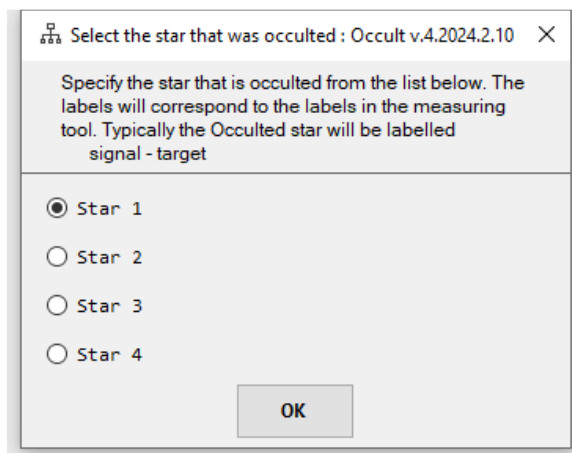 Select the star that was occulted : Occult v.4.2024.2.10
Specify the star that is occulted from the list below. The
labels will correspond to the labels in the measuring
tool. Typically the Occulted star will be labelled
signal - target
Star 1
Star 2
Star 3
Star 4
OK